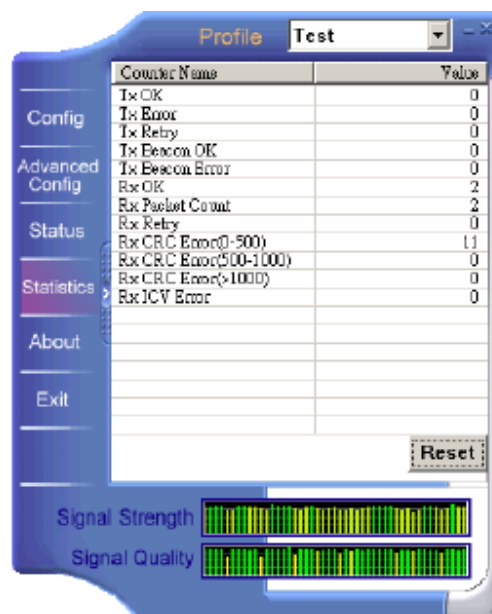 Profile Test
Counter Name Value
Tx OK 0
Tx Error 0
Tx Retry 0
Tx Beacon OK 0
Tx Beacon Error 0
Rx OK 2
Rx Packet Count 2
Rx Retry 0
Rx CRC Error(0-500) 11
Rx CRC Error(500-1000) 0
Rx CRC Error(>1000) 0
Rx ICV Error 0
Config
Advanced
Config
Status
Statistics
About
Exit
Reset
Signal Strength
Signal Quality